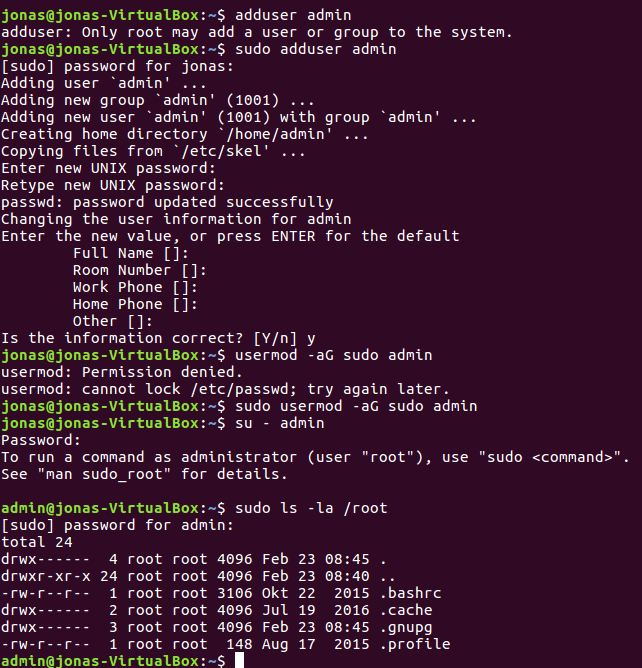 jonas@jonas-VirtualBox:~$ adduser admin
adduser: Only root may add a user or group to the system.
jonas@jonas-VirtualBox:~$ sudo adduser admin
[sudo] password for jonas:
Adding user `admin' ...
Adding new group `admin' (1001) ...
Adding new user `admin' (1001) with group `admin' ...
Creating home directory `/home/admin' ...
Copying files from `/etc/skel' ...
Enter new UNIX password:
Retype new UNIX password:
passwd: password updated successfully
Changing the user information for admin
Enter the new value, or press ENTER for the default
        Full Name []:
        Room Number []:
        Work Phone []:
        Home Phone []:
        Other []:
Is the information correct? [Y/n] y
jonas@jonas-VirtualBox:~$ usermod -aG sudo admin
usermod: Permission denied.
usermod: cannot lock /etc/passwd; try again later.
jonas@jonas-VirtualBox:~$ sudo usermod -aG sudo admin
jonas@jonas-VirtualBox:~$ su - admin
Password:
To run a command as administrator (user "root"), use "sudo <command>".
See "man sudo_root" for details.

admin@jonas-VirtualBox:~$ sudo ls -la /root
[sudo] password for admin:
total 24
drwx------  4 root root 4096 Feb 23 08:45 .
drwxr-xr-x 24 root root 4096 Feb 23 08:40 ..
-rw-r--r--  1 root root 3106 Okt 22  2015 .bashrc
drwx------  2 root root 4096 Jul 19  2016 .cache
drwx------  3 root root 4096 Feb 23 08:45 .gnupg
-rw-r--r--  1 root root  148 Aug 17  2015 .profile
admin@jonas-VirtualBox:~$